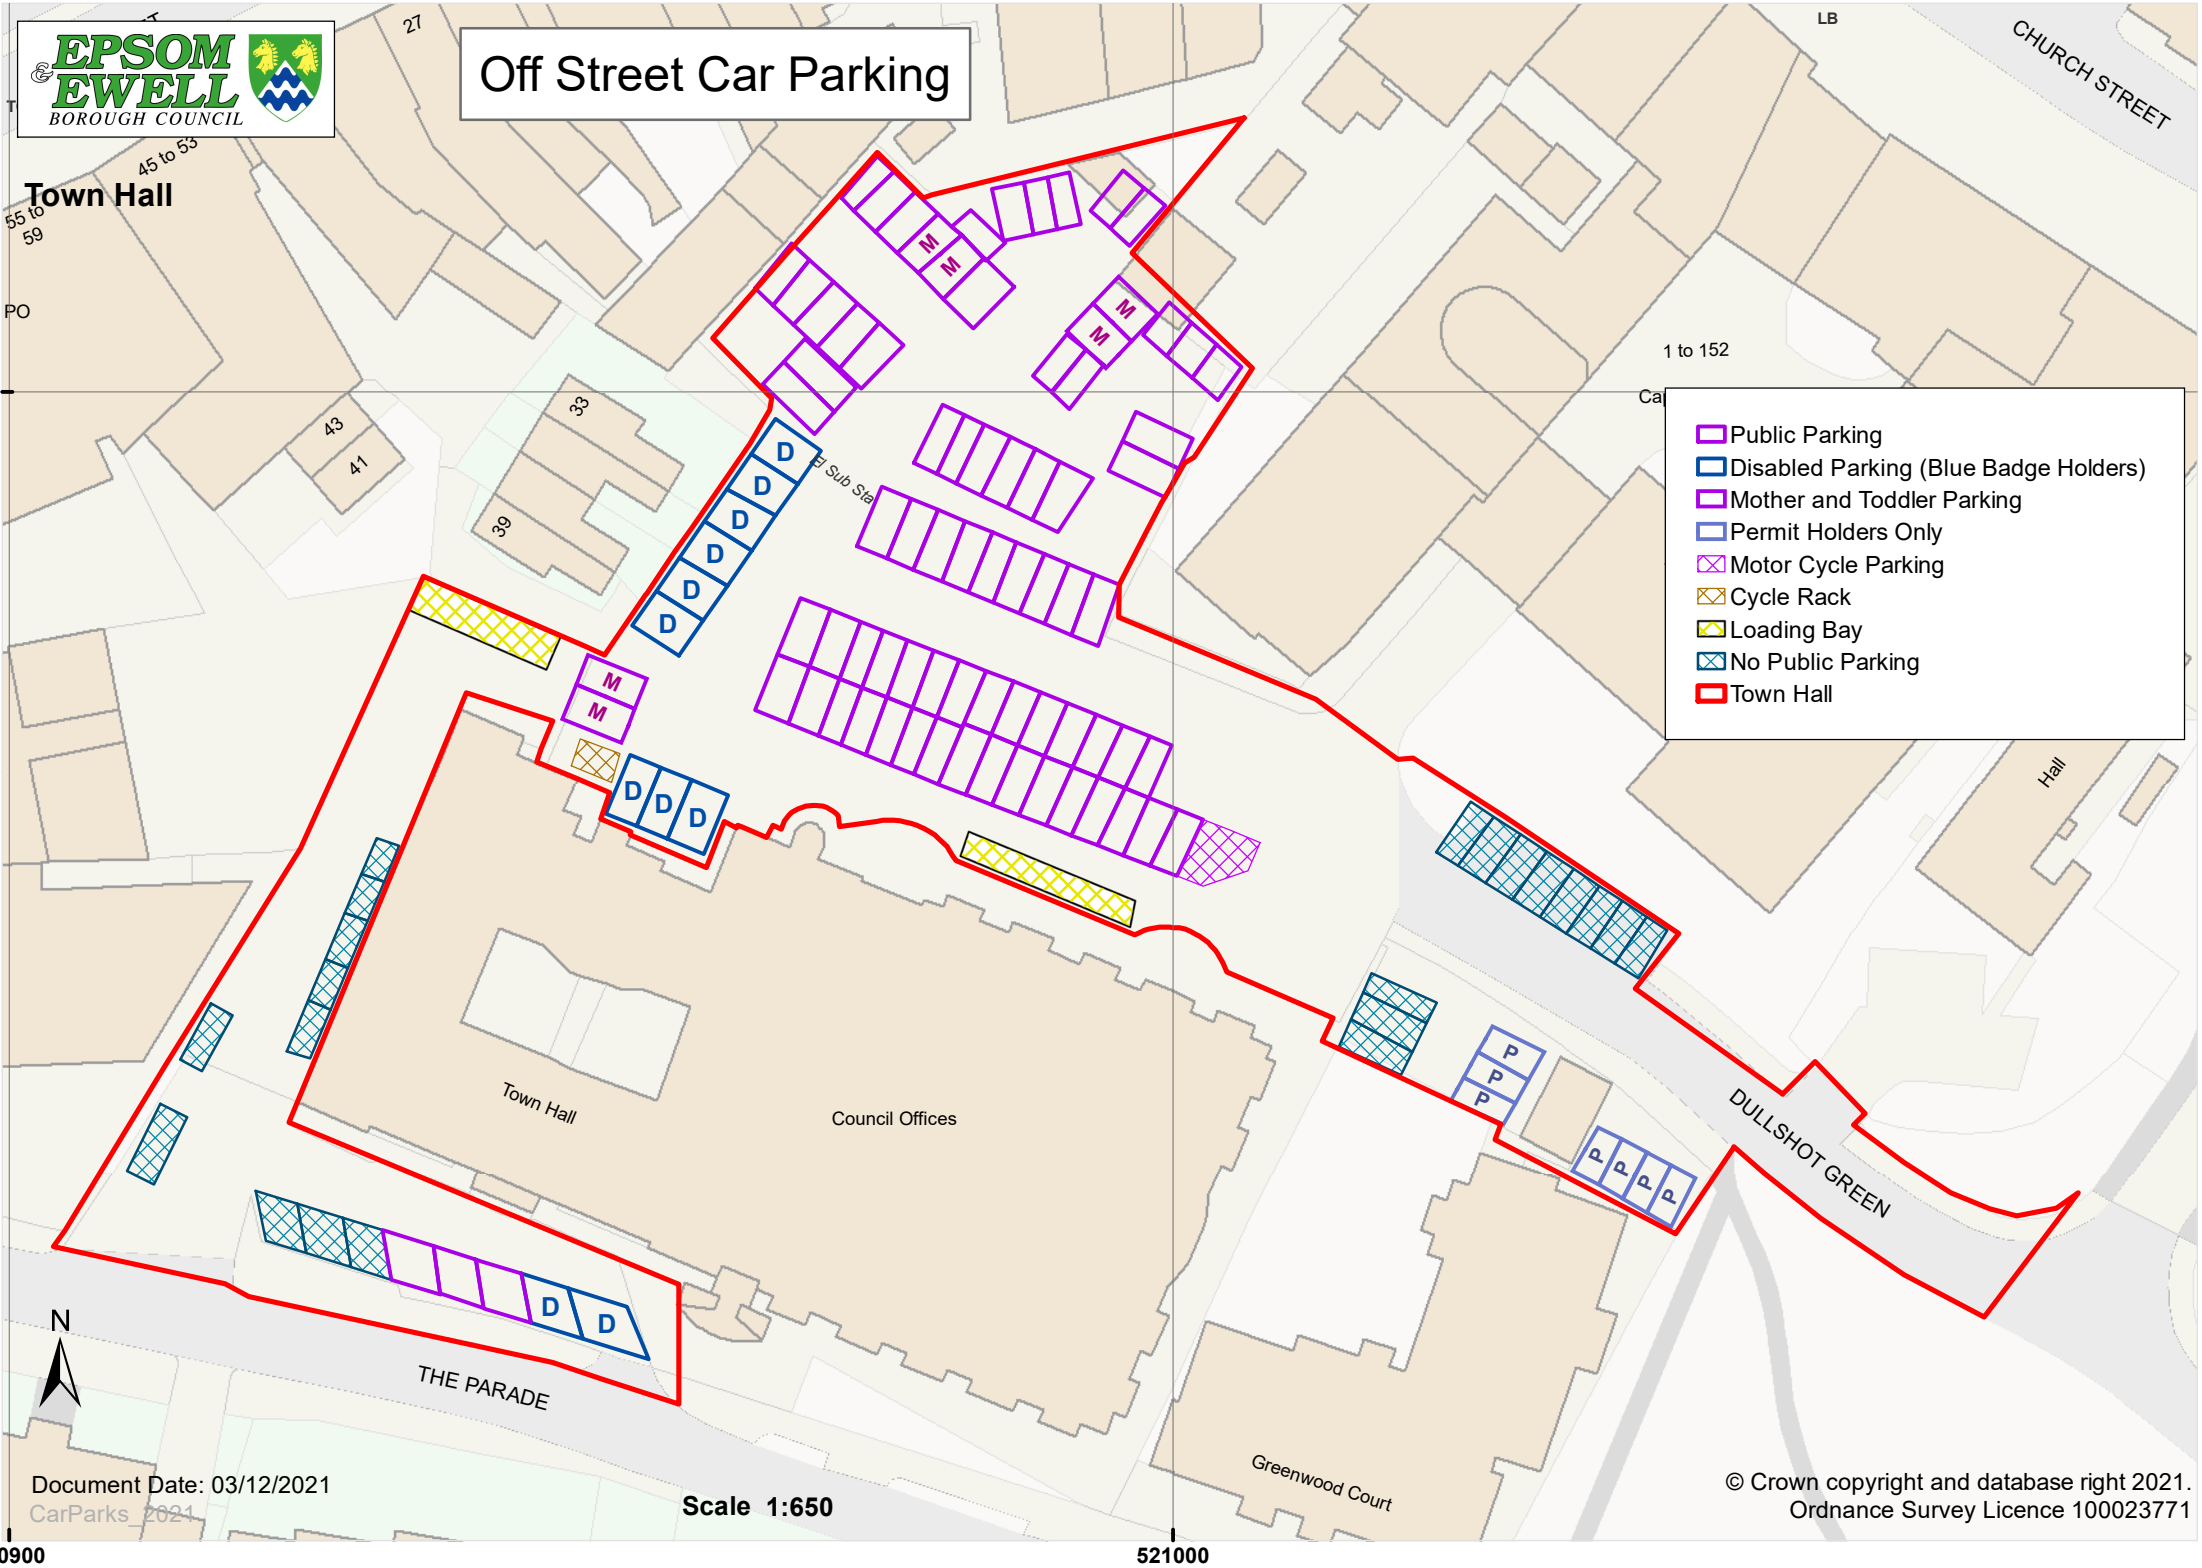 EPSOM
& EWELL
BOROUGH COUNCIL
Off Street Car Parking
Town Hall
27
45 to 53
55 to
59
PO
43
41
33
39
LB
CHURCH STREET
1 to 152
El Sub Sta
M
M
M
M
D
D
D
D
D
D
M
M
D
D
D
Public Parking
Disabled Parking (Blue Badge Holders)
Mother and Toddler Parking
Permit Holders Only
Motor Cycle Parking
Cycle Rack
Loading Bay
No Public Parking
Town Hall
Hall
P
P
P
P
P
P
P
Town Hall
Council Offices
DULLSHOT GREEN
D
D
N
THE PARADE
Greenwood Court
Document Date: 03/12/2021
CarParks_2021
Scale 1:650
© Crown copyright and database right 2021.
Ordnance Survey Licence 100023771
0900
521000